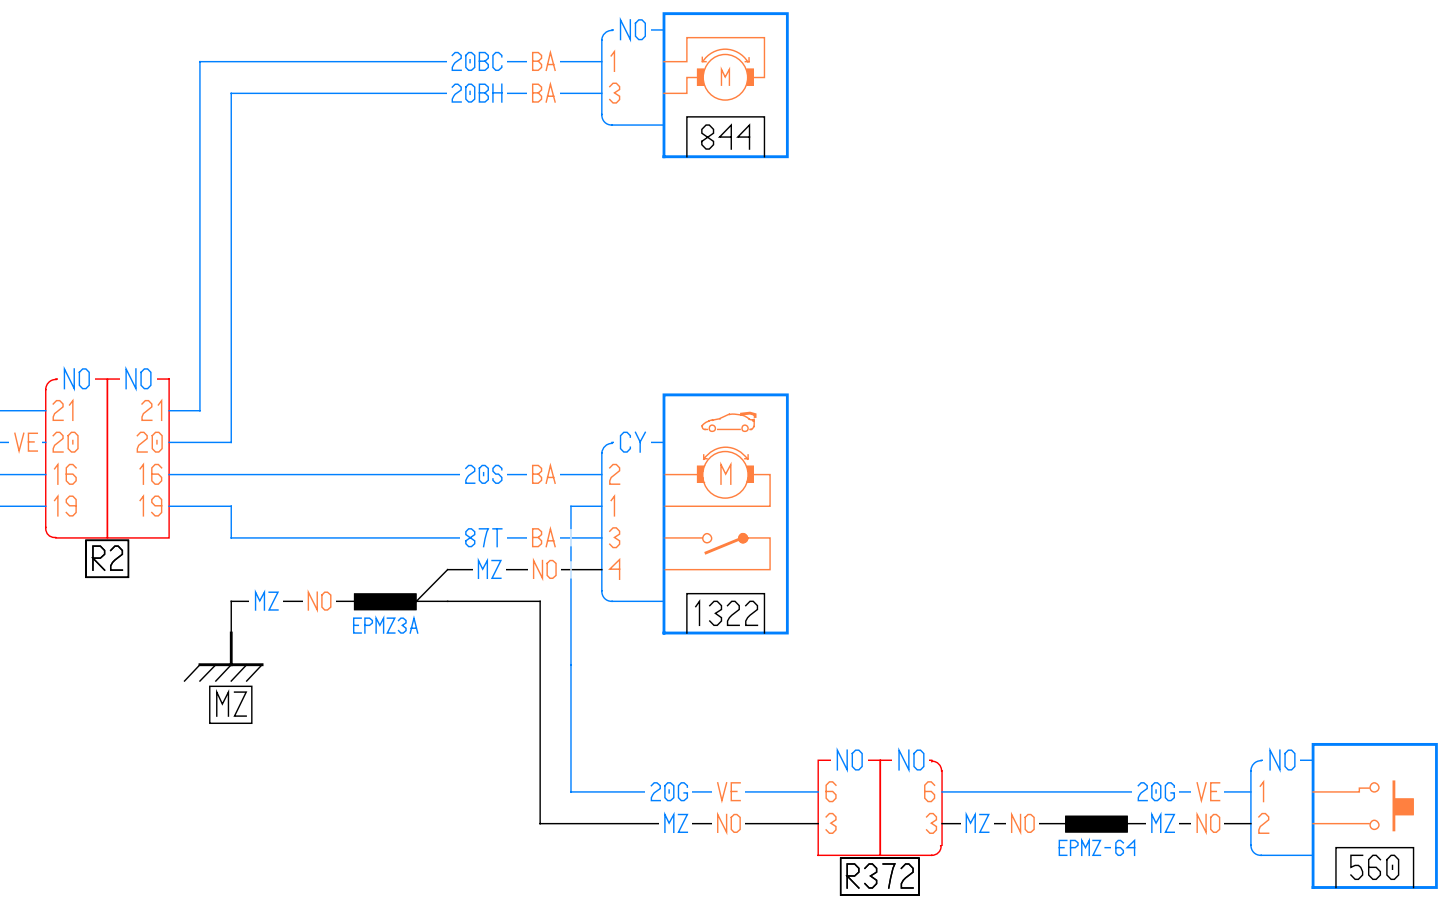 NO
20BC BA 1
M
20BH BA 3
844
NO NO
21 21
VE 20 20
CY
16 16 20S BA 2
M
19 19
1
87T BA 3
R2
MZ NO 4
MZ NO
1322
EPMZ3A
MZ
NO NO NO
20G VE 6 6 20G VE 1
MZ NO 3 3 MZ NO MZ NO 2
EPMZ-64
R372
560